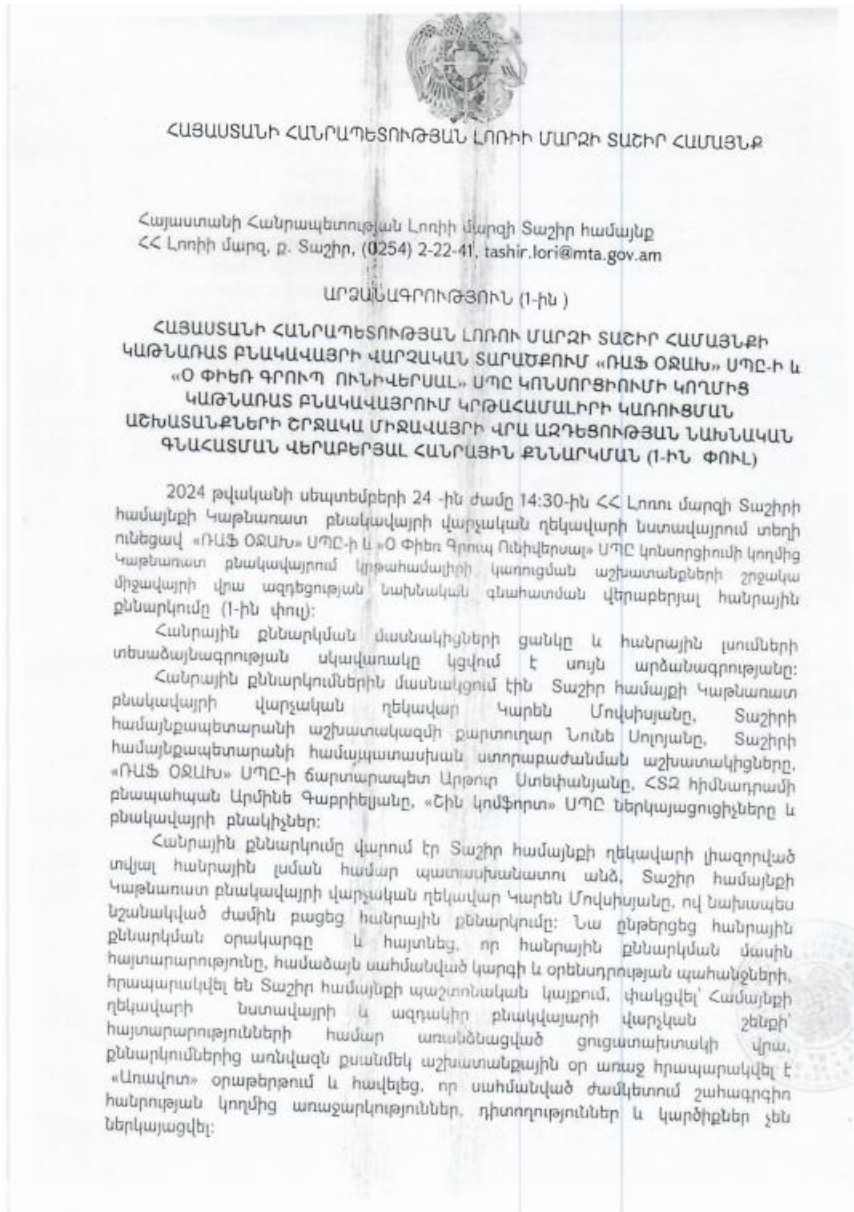 ՀԱՅԱՍՏԱՆԻ ՀԱՆՐԱՊԵՏՈՒԹՅԱՆ ԼՈՌԻԻ ՄԱՐԶԻ ՏԱՇԻՐ ՀԱՄԱՅՆՔ
Հայաստանի Հանրապետության Լոռիի մարզի Տաշիր համայնք
ՀՀ Լոռիի մարզ, ք. Տաշիր, (0254) 2-22-41, tashir.lori@mta.gov.am
ԱՐՁԱՆԱԳՐՈՒԹՅՈՒՆ (1-ին )
ՀԱՅԱՍՏԱՆԻ ՀԱՆՐԱՊԵՏՈՒԹՅԱՆ ԼՈՌՈՒ ՄԱՐԶԻ ՏԱՇԻՐ ՀԱՄԱՅՆՔԻ
ԿԱԹՆԱՌԱՏ ԲՆԱԿԱՎԱՅՐԻ ՎԱՐՉԱԿԱՆ ՏԱՐԱԾՔՈՒՄ «ՌԱՖ ՕՋԱԽ» ՍՊԸ-Ի և
«Օ ՓԻԵՌ ԳՐՈՒՊ ՈՒՆԻՎԵՐՍԱԼ» ՍՊԸ ԿՈՆՍՈՐՑԻՈՒՄԻ ԿՈՂՄԻՑ
ԿԱԹՆԱՌԱՏ ԲՆԱԿԱՎԱՅՐՈՒՄ ԿՐԹԱՀԱՄԱԼԻՐԻ ԿԱՌՈՒՑՄԱՆ
ԱՇԽԱՏԱՆՔՆԵՐԻ ՇՐՋԱԿԱ ՄԻՋԱՎԱՅՐԻ ՎՐԱ ԱԶԴԵՑՈՒԹՅԱՆ ՆԱԽՆԱԿԱՆ
ԳՆԱՀԱՏՄԱՆ ՎԵՐԱԲԵՐՅԱԼ ՀԱՆՐԱՅԻՆ ՔՆՆԱՐԿՄԱՆ (1-ԻՆ ՓՈՒԼ)
2024 թվականի սեպտեմբերի 24 -ին ժամը 14:30-ին ՀՀ Լոռու մարզի Տաշիրի
համայնքի Կաթնառատ բնակավայրի վարչական ղեկավարի նստավայրում տեղի
ունեցավ «ՌԱՖ ՕՋԱԽ» ՍՊԸ-ի և »Օ Փիեռ Գրուպ Ունիվերսալ» ՍՊԸ կոնսորցիումի կողմից
Կաթնառատ բնակավայրում կրթահամալիրի կառուցման աշխատանքների շրջակա
միջավայրի վրա ազդեցության նախնական գնահատման վերաբերյալ հանրային
քննարկումը (1-ին փուլ):
Հանրային քննարկման մասնակիցների ցանկը և հանրային լսումների
տեսաձայնագրության սկավառակը կցվում է սույն արձանագրությանը:
Հանրային քննարկումներին մասնակցում էին Տաշիր համայքի Կաթնառատ
բնակավայրի վարչական ղեկավար Կարեն Մովսիսյանը, Տաշիրի
համայնքապետարանի աշխատակազմի քարտուղար Նունե Սոլոյանը, Տաշիրի
համայնքապետարանի համապատասխան ստորաբաժանման աշխատակիցները,
«ՌԱՖ ՕՋԱԽ» ՍՊԸ-ի ճարտարապետ Արթուր Ստեփանյանը, ՀՏԶ հիմնադրամի
բնապահպան Արմինե Գաբրիելյանը, «Շին կոմֆորտ» ՍՊԸ ներկայացուցիչները և
բնակավայրի բնակիչներ:
Հանրային քննարկումը վարում էր Տաշիր համայնքի ղեկավարի լիազորված
տվյալ հանրային լսման համար պատասխանատու անձ, Տաշիր համայնքի
Կաթնառատ բնակավայրի վարչական ղեկավար Կարեն Մովսիսյանը, ով նախապես
նշանակված ժամին բացեց հանրային քննարկումը: Նա ընթերցեց հանրային
քննարկման օրակարգը և հայտնեց, որ հանրային քննարկման մասին
հայտարարությունը, համաձայն սահմանված կարգի և օրենսդրության պահանջների,
հրապարակվել են Տաշիր համայնքի պաշտոնական կայքում, փակցվել՝ Համայնքի
ղեկավարի նստավայրի և ազդակիր բնակվայարի վարչկան շենքի՝
հայտարարությունների համար առանձնացված ցուցատախտակի վրա,
քննարկումներից առնվազն քսանմեկ աշխատանքային օր առաջ հրապարակվել է
«Առավոտ» օրաթերթում և հավելեց, որ սահմանված ժամկետում շահագրգիռ
հանրության կողմից առաջարկություններ, դիտողություններ և կարծիքներ չեն
ներկայացվել: